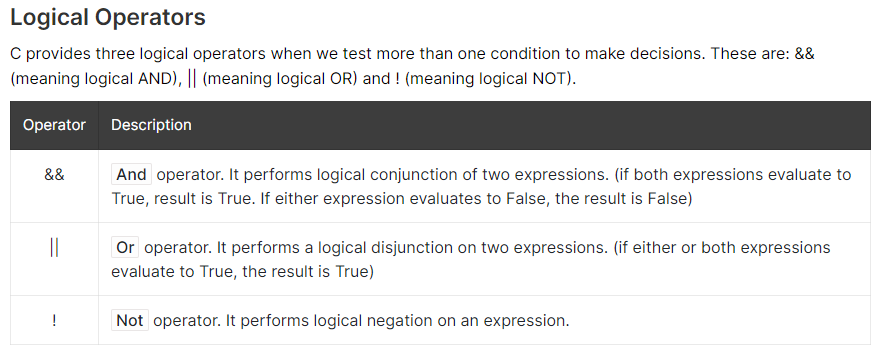 Logical Operators
C provides three logical operators when we test more than one condition to make decisions. These are: &&
(meaning logical AND), || (meaning logical OR) and ! (meaning logical NOT).
Operator Description
&& And operator. It performs logical conjunction of two expressions. (if both expressions evaluate to
True, result is True. If either expression evaluates to False, the result is False)
|| Or operator. It performs a logical disjunction on two expressions. (if either or both expressions
evaluate to True, the result is True)
! Not operator. It performs logical negation on an expression.